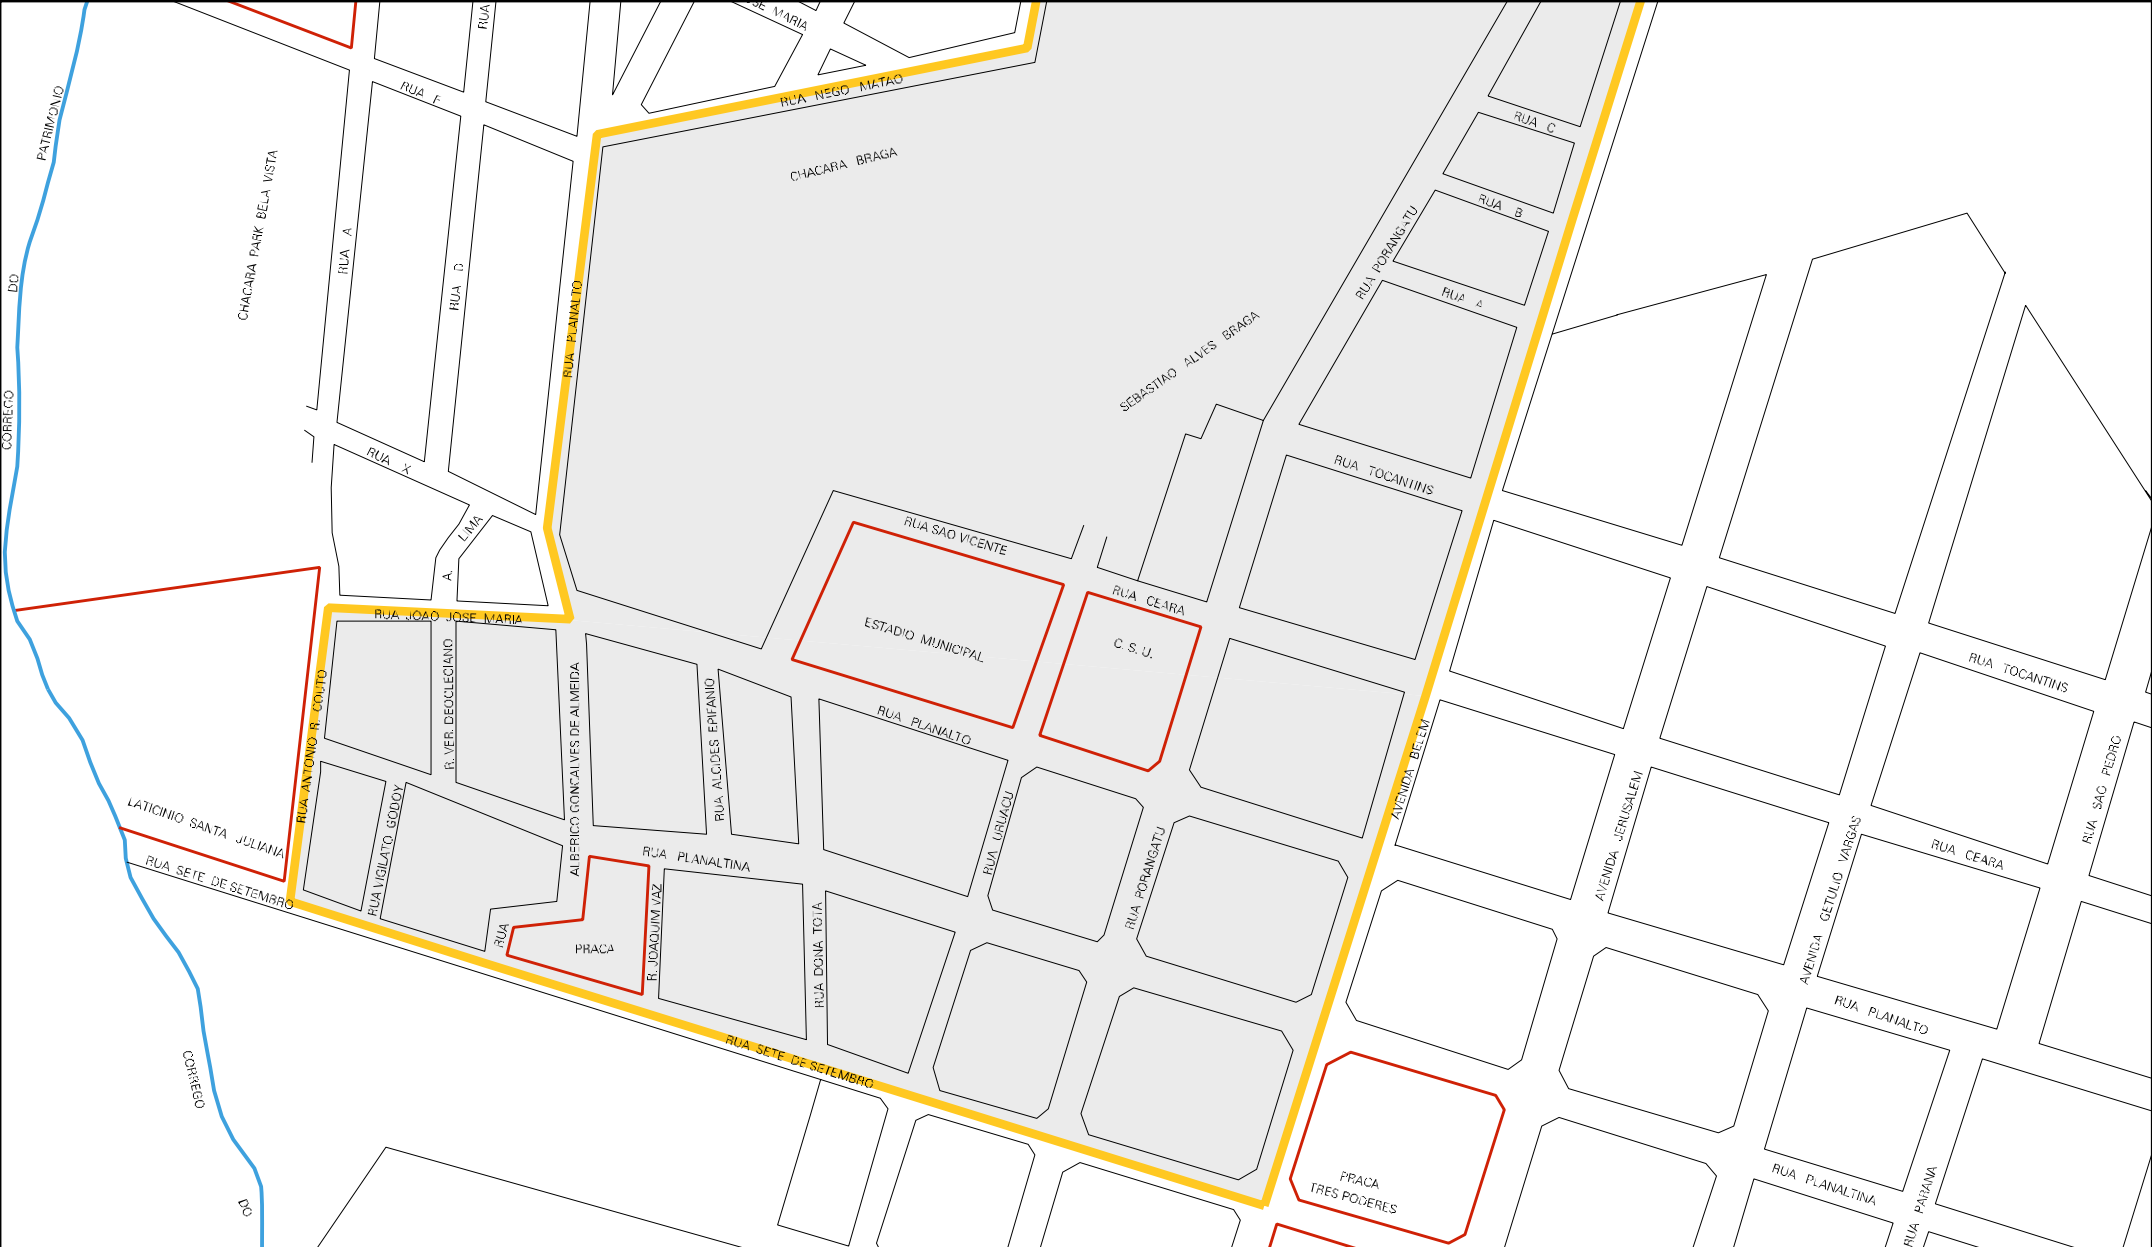 RUA
JOSE MARIA
RUA F
RUA NEGO MATAO
PATRIMONIO
CHACARA BRAGA
RUA C
CHACARA PARK BELA VISTA
RUA B
RUA A
RUA D
RUA PORANGATU
DO
RUA A
RUA PLANALTO
SEBASTIAO ALVES BRAGA
CORREGO
RUA X
RUA TOCANTINS
A. LIMA
RUA SAO VICENTE
RUA CEARA
RUA JOAO JOSE MARIA
ESTADIO MUNICIPAL
C. S. U.
RUA TOCANTINS
RUA ANTONIO R. COUTO
R. VER. DEOCLECIANO
ALBERICO GONCALVES DE ALMEIDA
RUA ALCIDES EPIFANIO
RUA PLANALTO
AVENIDA BELEM
RUA SAO PEDRO
LATICINIO SANTA JULIANA
RUA VIGILATO GODOY
RUA URUACU
RUA PORANGATU
AVENIDA JERUSALEM
AVENIDA GETULIO VARGAS
RUA CEARA
RUA PLANALTINA
RUA SETE DE SETEMBRO
RUA
PRACA
R. JOAQUIM VAZ
RUA DONA TOTA
RUA PLANALTO
RUA SETE DE SETEMBRO
CORREGO
PRACA
TRES PODERES
RUA PLANALTINA
RUA PARANA
DO